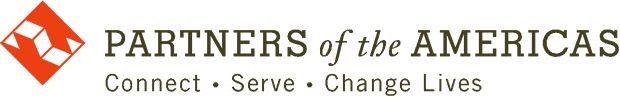 PARTNERS of the AMERICAS
Connect • Serve • Change Lives